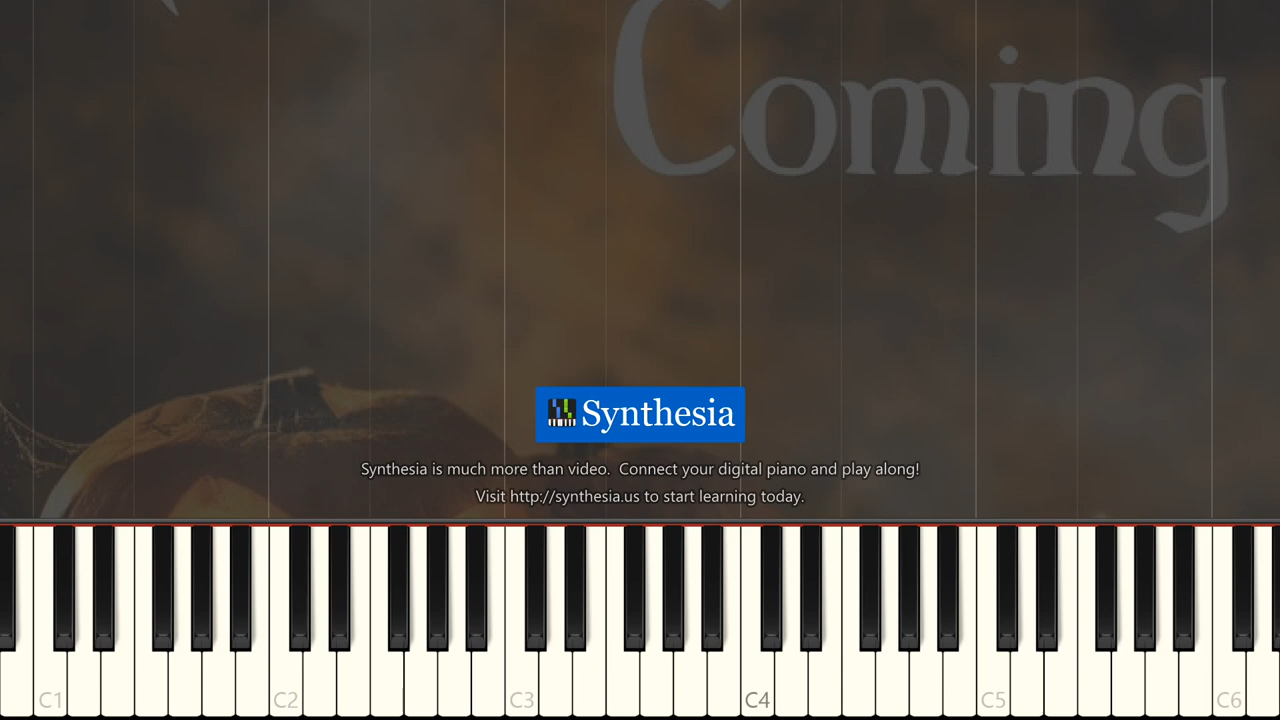 Coming
Synthesia
Synthesia is much more than video. Connect your digital piano and play along!
Visit http://synthesia.us to start learning today.
C1 C2 C3 C4 C5 C6